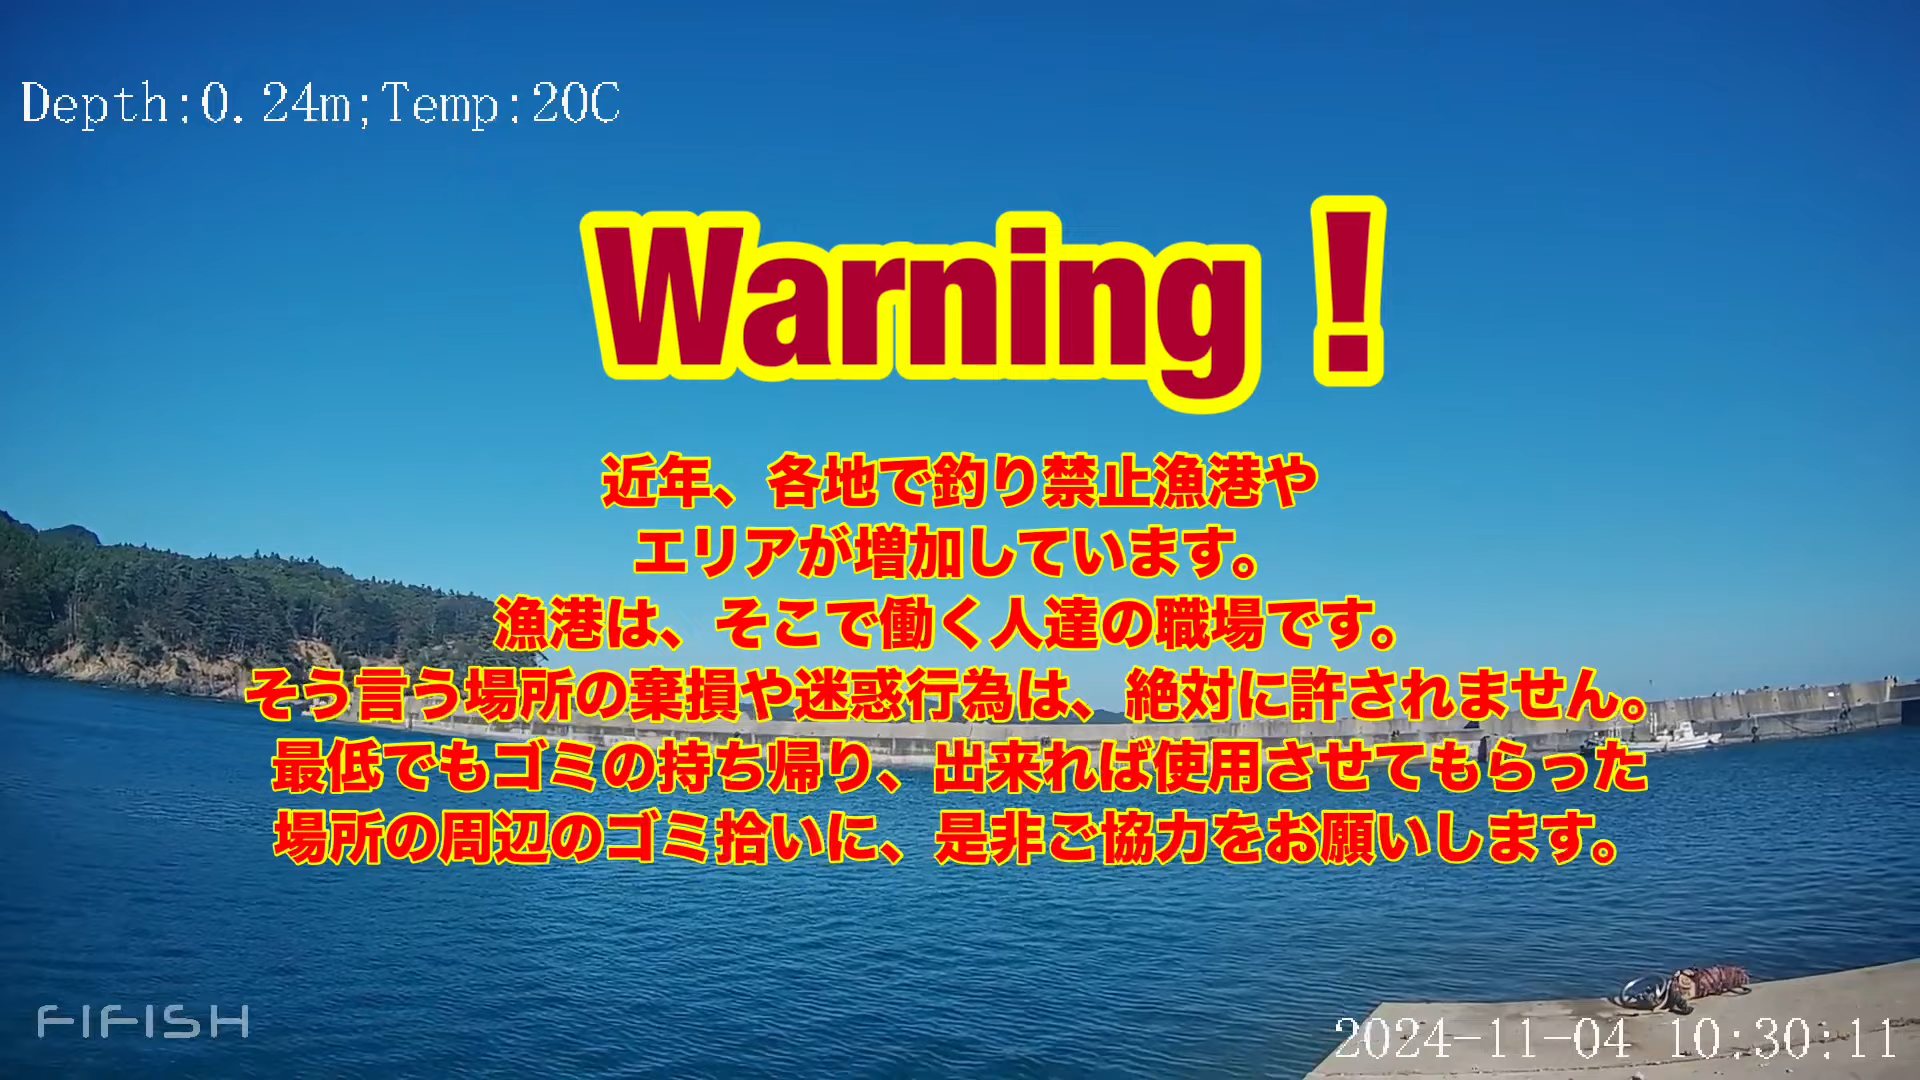 Depth:0.24m;Temp:20C
Warning！
近年、各地で釣り禁止漁港や
エリアが増加しています。
漁港は、そこで働く人達の職場です。
そう言う場所の棄損や迷惑行為は、絶対に許されません。
最低でもゴミの持ち帰り、出来れば使用させてもらった
場所の周辺のゴミ拾いに、是非ご協力をお願いします。
FIFISH
2024-11-04 10:30:11